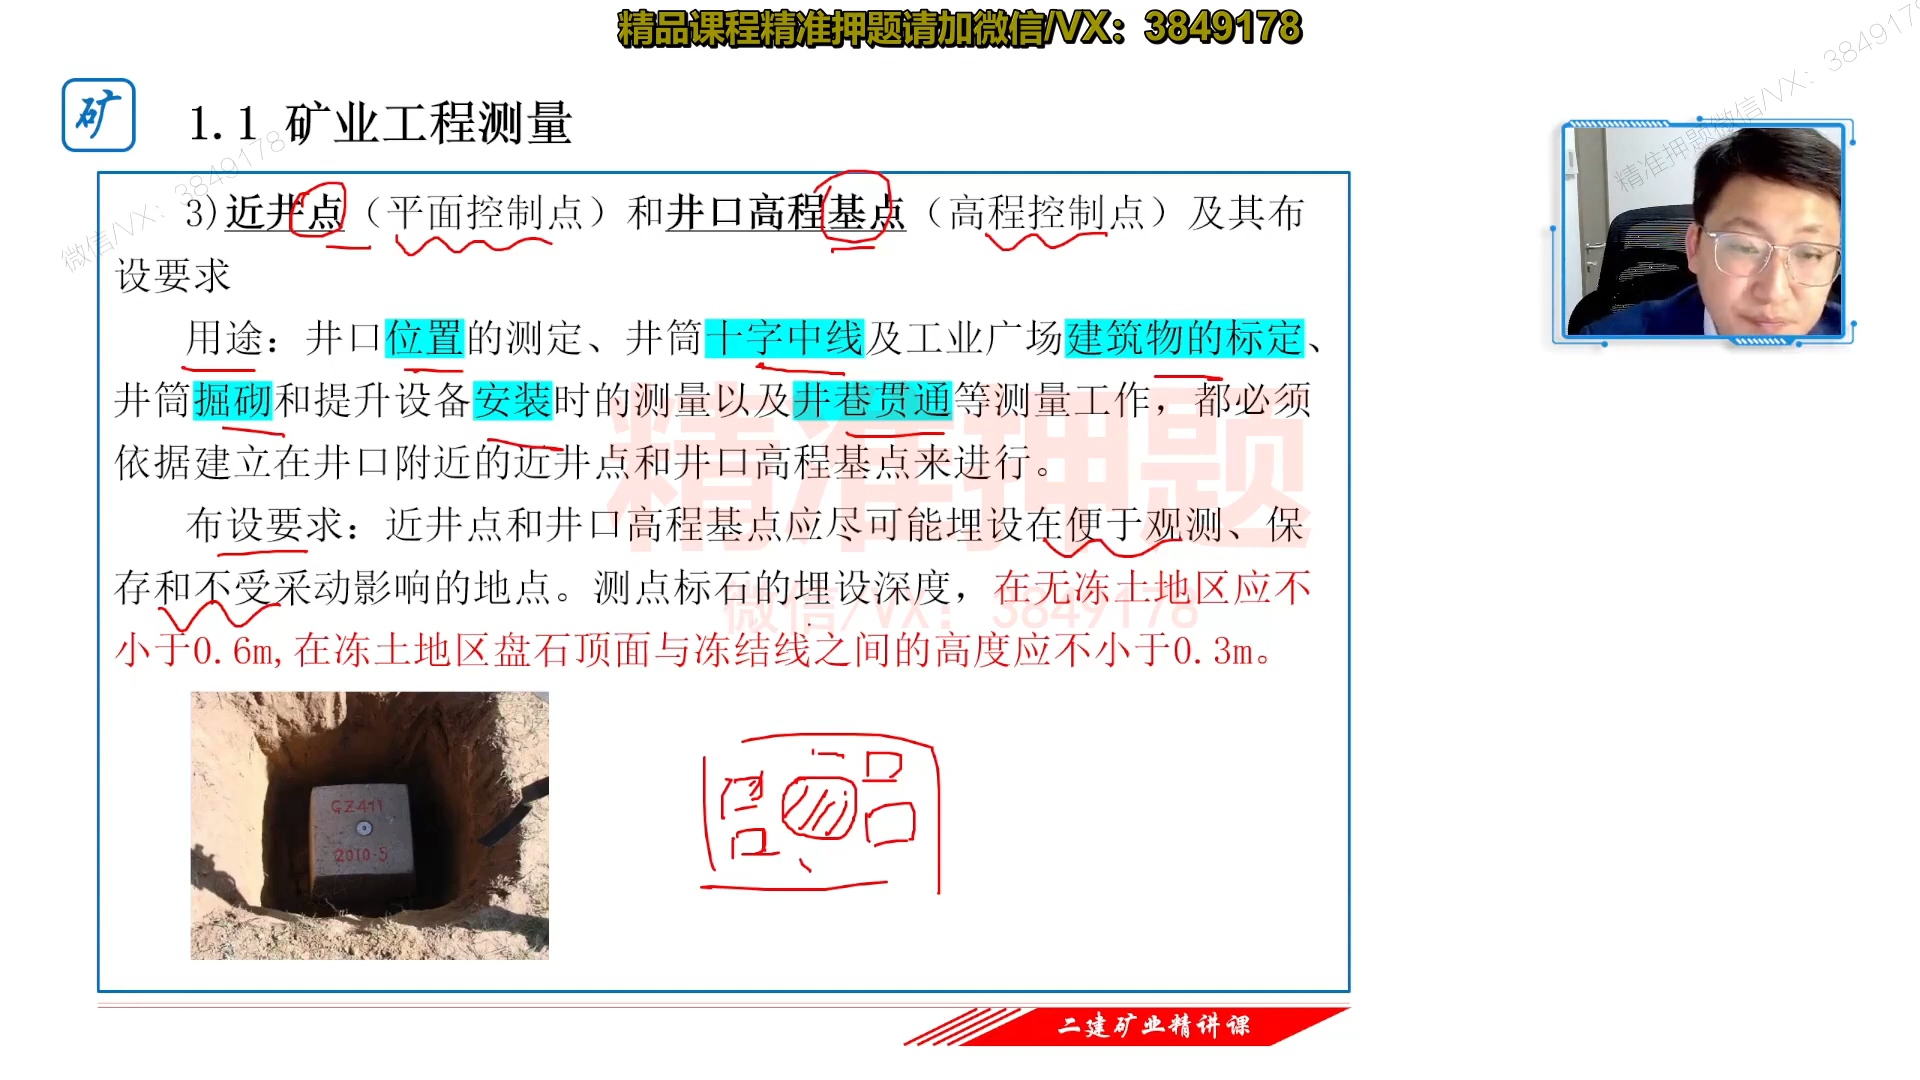 精品课程精准押题请加微信/VX：3849178
矿
1.1 矿业工程测量
3)近井点（平面控制点）和井口高程基点（高程控制点）及其布
设要求
用途：井口位置的测定、井筒十字中线及工业广场建筑物的标定、
井筒掘砌和提升设备安装时的测量以及井巷贯通等测量工作，都必须
依据建立在井口附近的近井点和井口高程基点来进行。
布设要求：近井点和井口高程基点应尽可能埋设在便于观测、保
存和不受采动影响的地点。测点标石的埋设深度，在无冻土地区应不
小于0.6m,在冻土地区盘石顶面与冻结线之间的高度应不小于0.3m。
精准押题
微信/VX：3849178
GZ411
2010·5
二建矿业精讲课
微信/VX：3849178
精准押题微信/VX：3849178